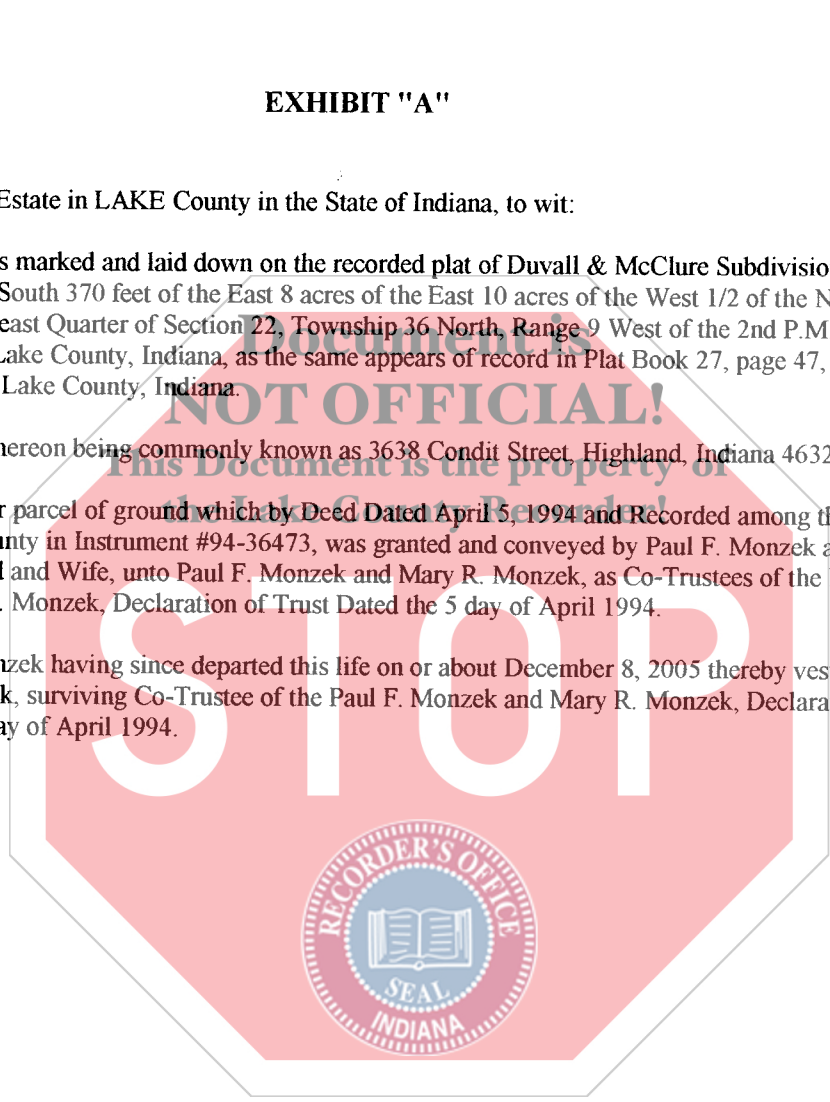 EXHIBIT "A"
Estate in LAKE County in the State of Indiana, to wit:
s marked and laid down on the recorded plat of Duvall & McClure Subdivisio
South 370 feet of the East 8 acres of the East 10 acres of the West 1/2 of the N
east Quarter of Section 22, Township 36 North, Range 9 West of the 2nd P.M
Lake County, Indiana, as the same appears of record in Plat Book 27, page 47,
Lake County, Indiana.
hereon being commonly known as 3638 Condit Street, Highland, Indiana 4632
r parcel of ground which by Deed Dated April 5, 1994 and Recorded among th
unty in Instrument #94-36473, was granted and conveyed by Paul F. Monzek a
and Wife, unto Paul F. Monzek and Mary R. Monzek, as Co-Trustees of the
. Monzek, Declaration of Trust Dated the 5 day of April 1994.
nzek having since departed this life on or about December 8, 2005 thereby ves
k, surviving Co-Trustee of the Paul F. Monzek and Mary R. Monzek, Declara
ay of April 1994.
Document is
NOT OFFICIAL!
This Document is the property of
the Lake County Recorder!
STOP
RECORDER'S OFFICE
SEAL
INDIANA